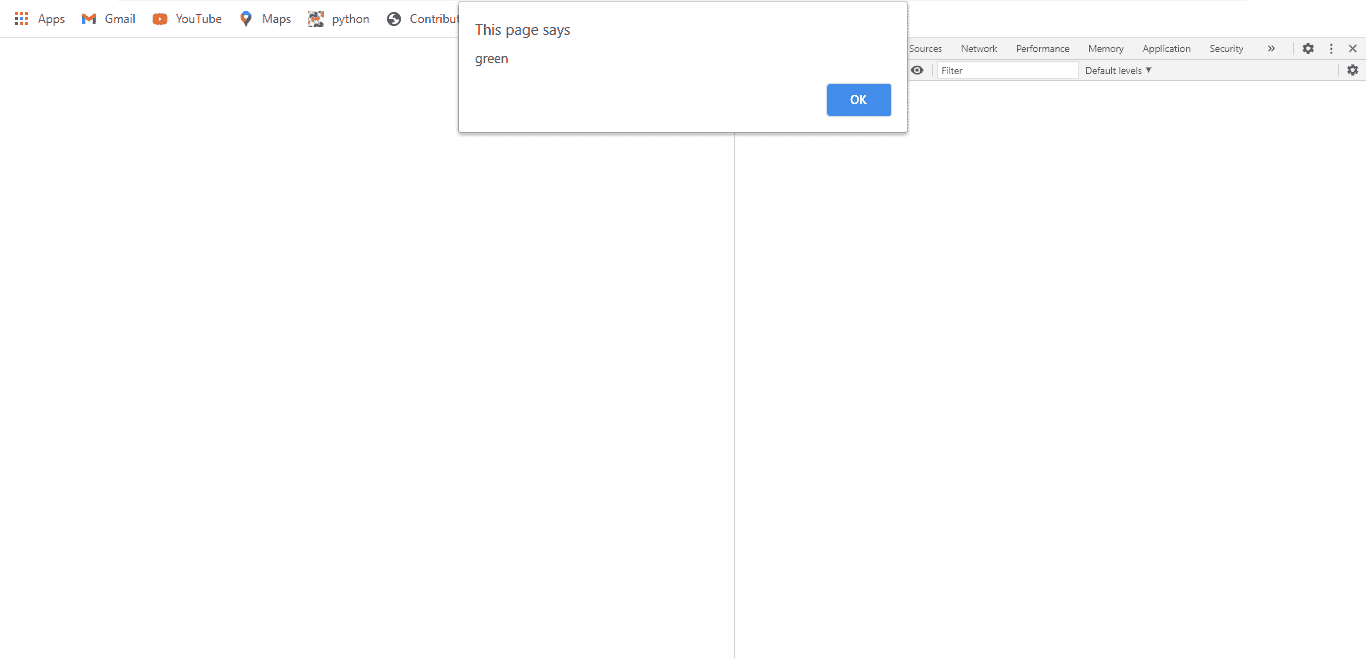 Apps Gmail YouTube Maps python Contribut
This page says
green
OK
Sources Network Performance Memory Application Security »
Filter Default levels ▼